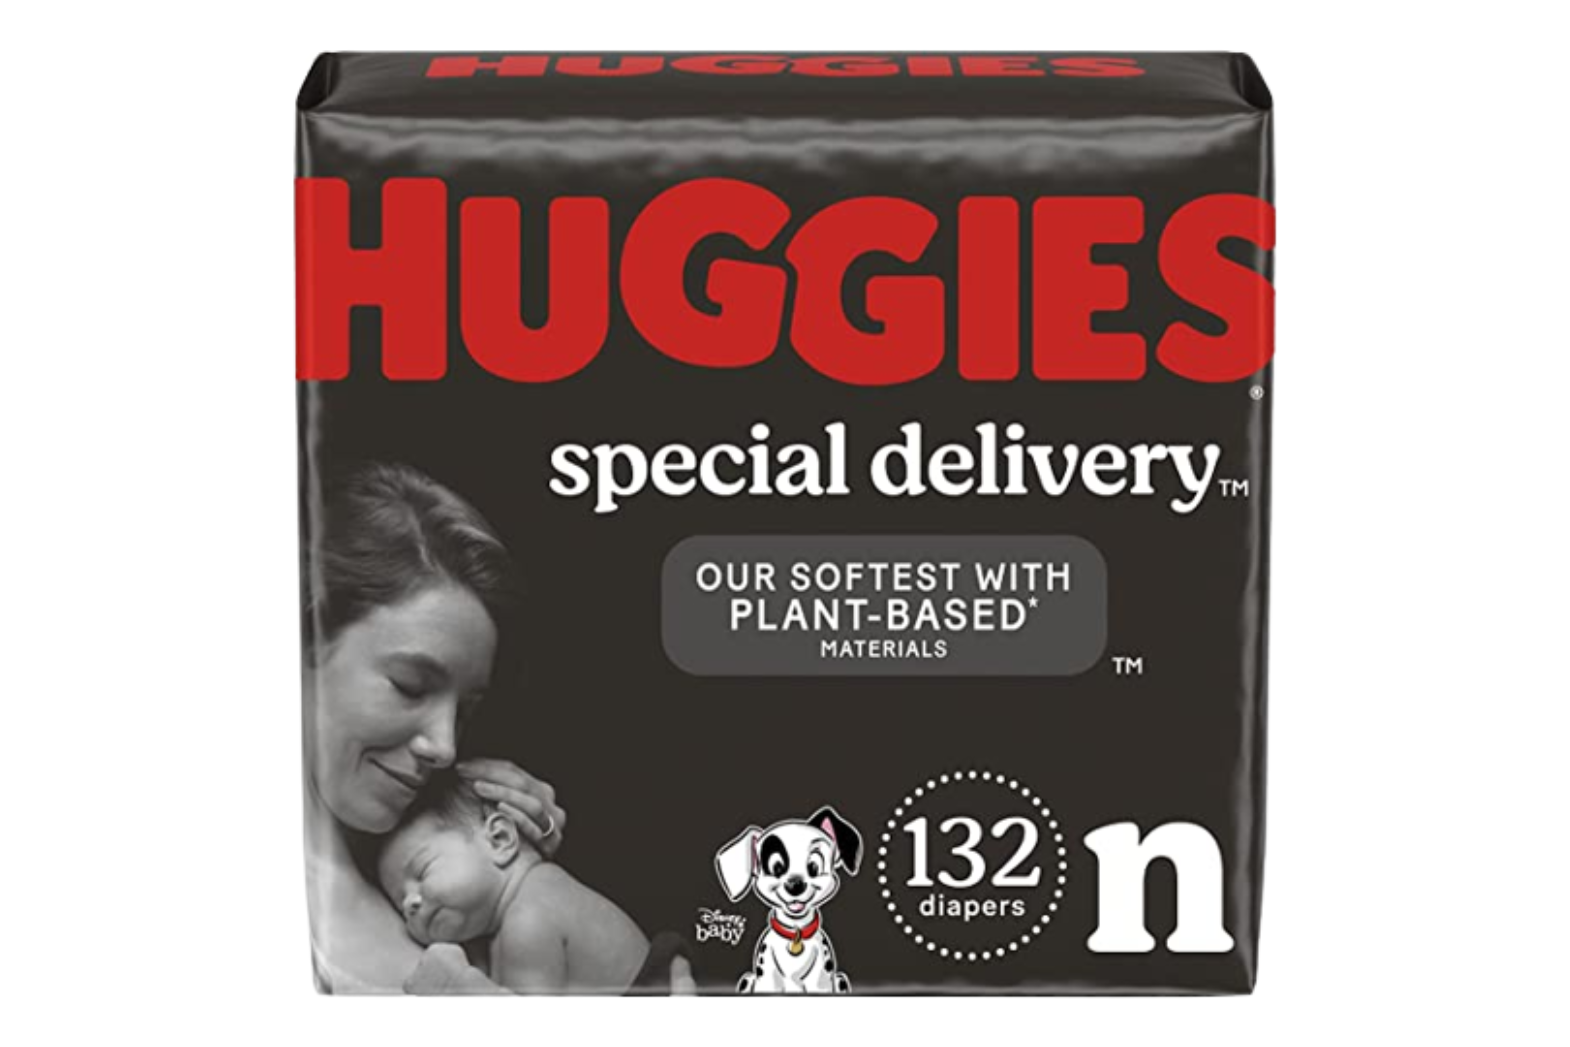 HUGGIES
HUGGIES
®
special delivery™
OUR SOFTEST WITH
PLANT-BASED*
MATERIALS
™
132
diapers
n
Disney
baby